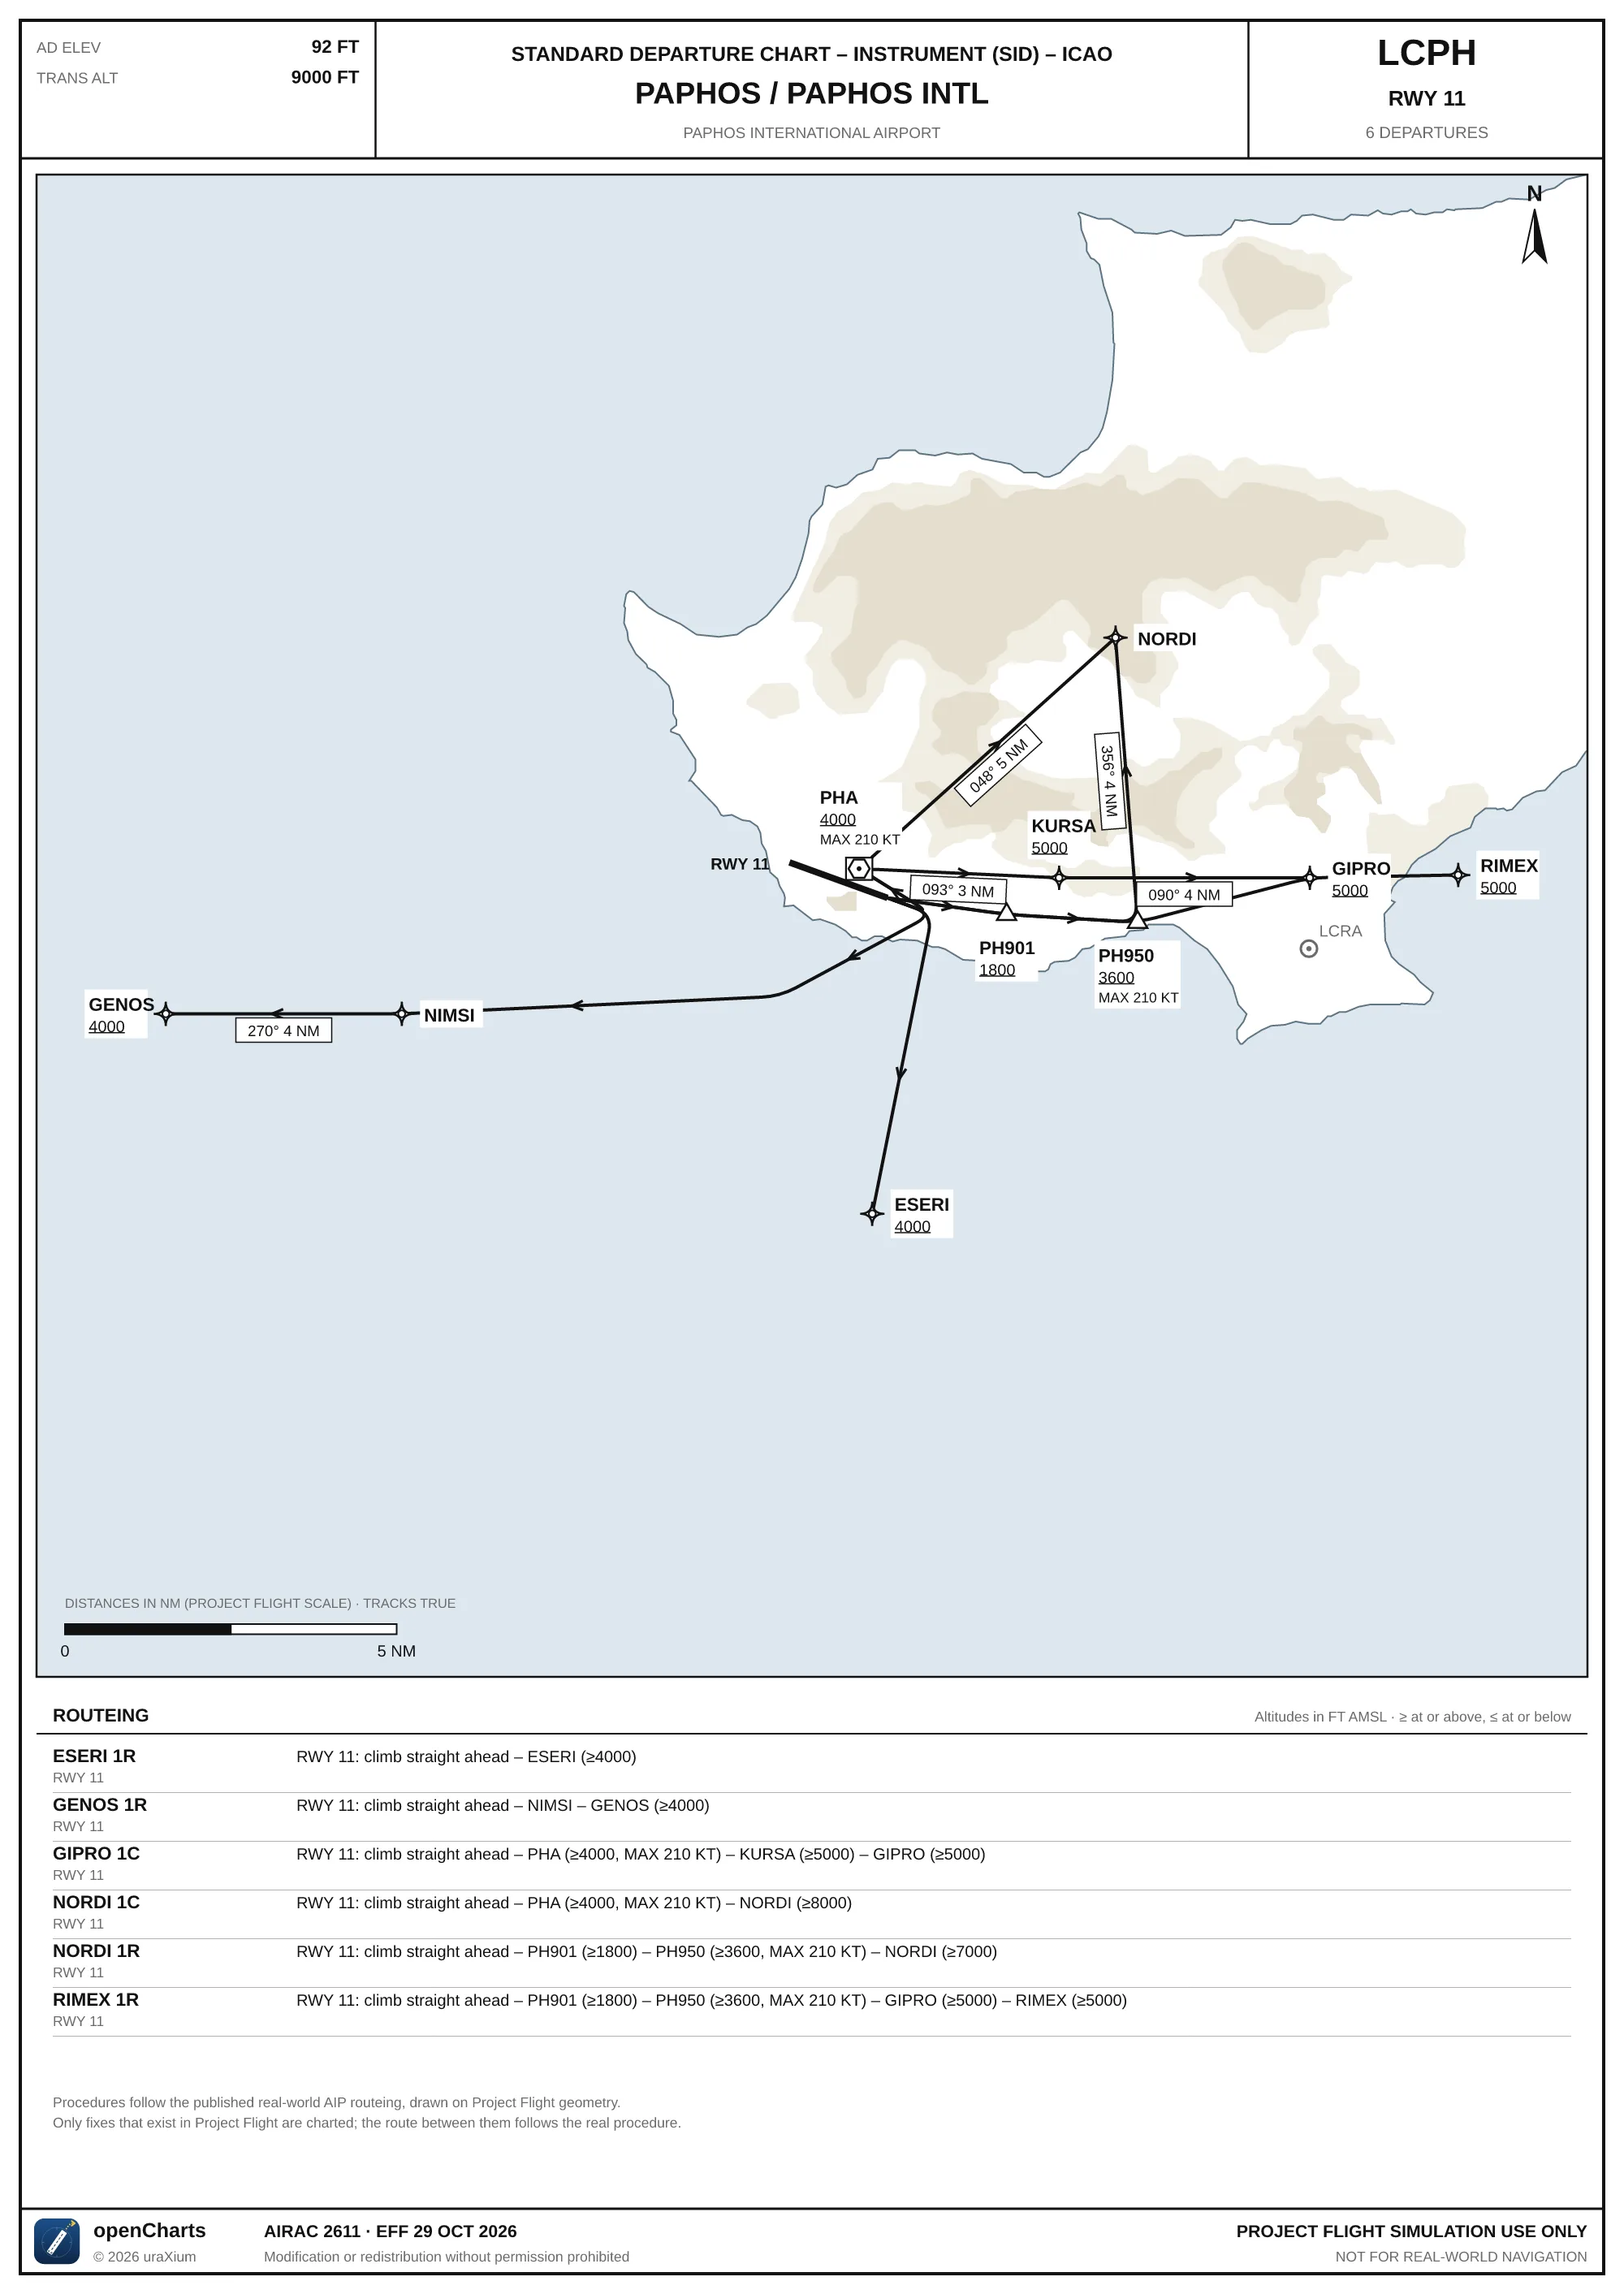 AD ELEV 92 FT
TRANS ALT 9000 FT
STANDARD DEPARTURE CHART – INSTRUMENT (SID) – ICAO
PAPHOS / PAPHOS INTL
PAPHOS INTERNATIONAL AIRPORT
LCPH
RWY 11
6 DEPARTURES
N
NORDI
048° 5 NM
356° 4 NM
PHA
4000
MAX 210 KT
KURSA
5000
RWY 11
093° 3 NM
090° 4 NM
GIPRO
5000
RIMEX
5000
LCRA
PH901
1800
PH950
3600
MAX 210 KT
GENOS
4000
270° 4 NM
NIMSI
ESERI
4000
DISTANCES IN NM (PROJECT FLIGHT SCALE) · TRACKS TRUE
0 5 NM
ROUTEING
Altitudes in FT AMSL · ≥ at or above, ≤ at or below
ESERI 1R RWY 11: climb straight ahead – ESERI (≥4000)
RWY 11
GENOS 1R RWY 11: climb straight ahead – NIMSI – GENOS (≥4000)
RWY 11
GIPRO 1C RWY 11: climb straight ahead – PHA (≥4000, MAX 210 KT) – KURSA (≥5000) – GIPRO (≥5000)
RWY 11
NORDI 1C RWY 11: climb straight ahead – PHA (≥4000, MAX 210 KT) – NORDI (≥8000)
RWY 11
NORDI 1R RWY 11: climb straight ahead – PH901 (≥1800) – PH950 (≥3600, MAX 210 KT) – NORDI (≥7000)
RWY 11
RIMEX 1R RWY 11: climb straight ahead – PH901 (≥1800) – PH950 (≥3600, MAX 210 KT) – GIPRO (≥5000) – RIMEX (≥5000)
RWY 11
Procedures follow the published real-world AIP routeing, drawn on Project Flight geometry.
Only fixes that exist in Project Flight are charted; the route between them follows the real procedure.
openCharts
© 2026 uraXium
AIRAC 2611 · EFF 29 OCT 2026
Modification or redistribution without permission prohibited
PROJECT FLIGHT SIMULATION USE ONLY
NOT FOR REAL-WORLD NAVIGATION